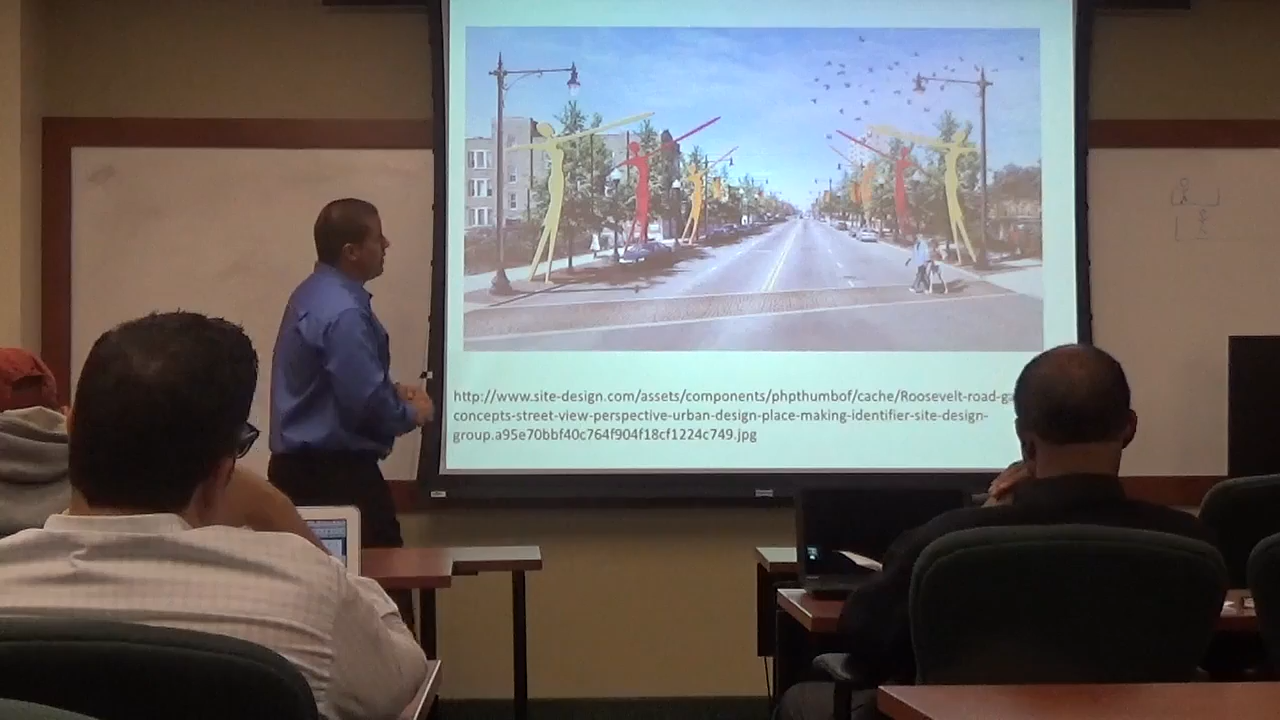 http://www.site-design.com/assets/components/phpthumbof/cache/Roosevelt-road-ga
concepts-street-view-perspective-urban-design-place-making-identifier-site-design-
group.a95e70bbf40c764f904f18cf1224c749.jpg